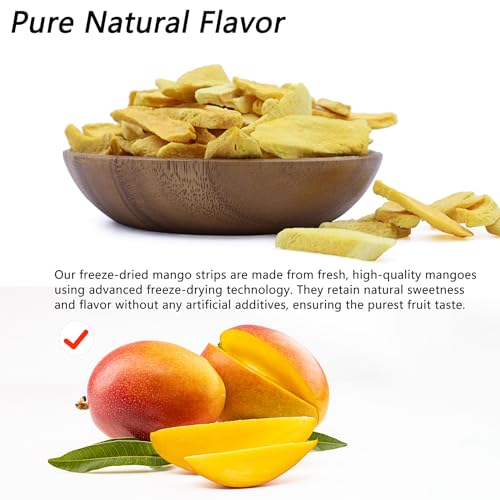 Pure Natural Flavor
Our freeze-dried mango strips are made from fresh, high-quality mangoes
using advanced freeze-drying technology. They retain natural sweetness
and flavor without any artificial additives, ensuring the purest fruit taste.